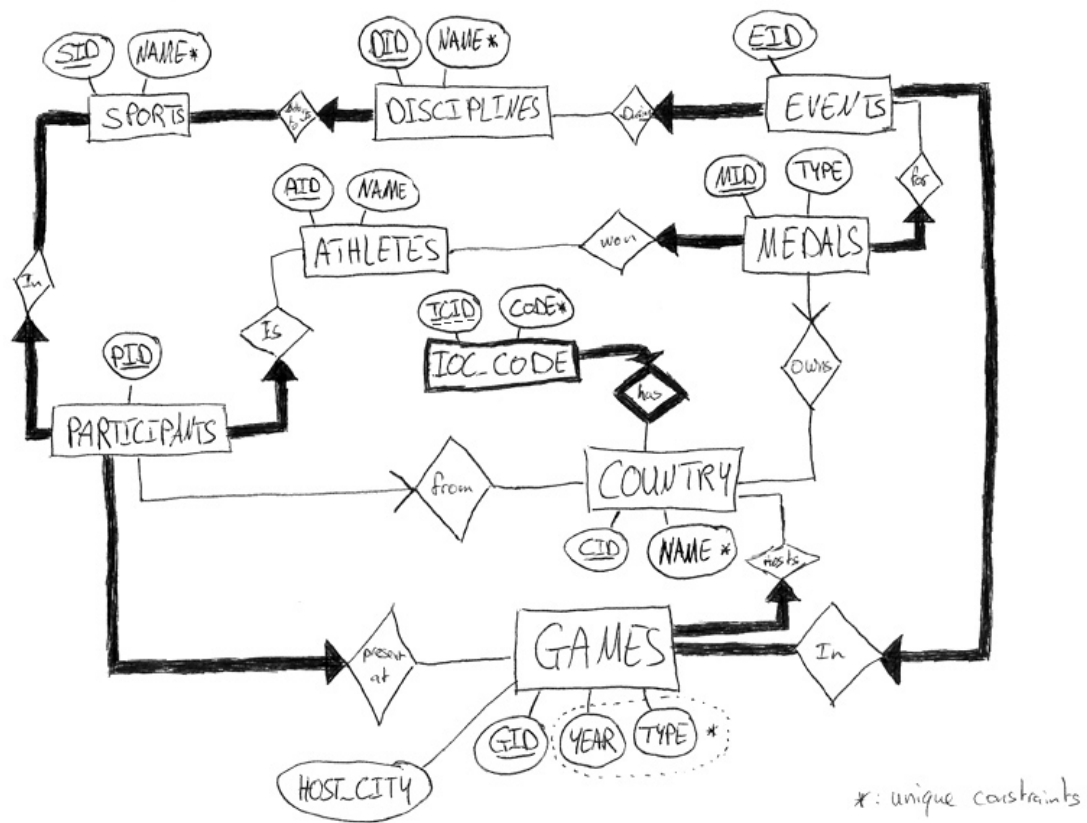 SID
NAME*
DID
NAME*
EID
SPORTS
DISCIPLINES
During
EVENTS
AID
NAME
MID
TYPE
for
ATHLETES
won
MEDALS
In
Is
ICID
CODE*
IOC_CODE
has
owns
PID
PARTICIPANTS
from
COUNTRY
CID
NAME *
Hosts
present
at
GAMES
In
GID
YEAR
TYPE *
HOST_CITY
*: unique constraints